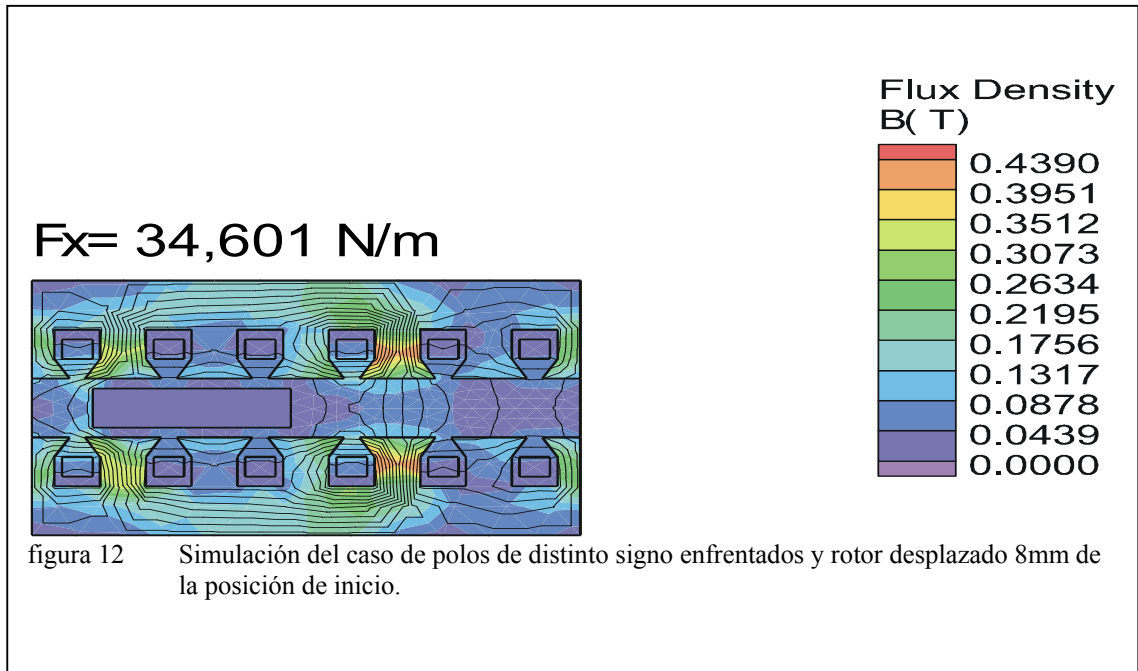 Flux Density
B( T)
0.4390
0.3951
0.3512
0.3073
0.2634
0.2195
0.1756
0.1317
0.0878
0.0439
0.0000
Fx= 34,601 N/m
figura 12 Simulación del caso de polos de distinto signo enfrentados y rotor desplazado 8mm de
la posición de inicio.